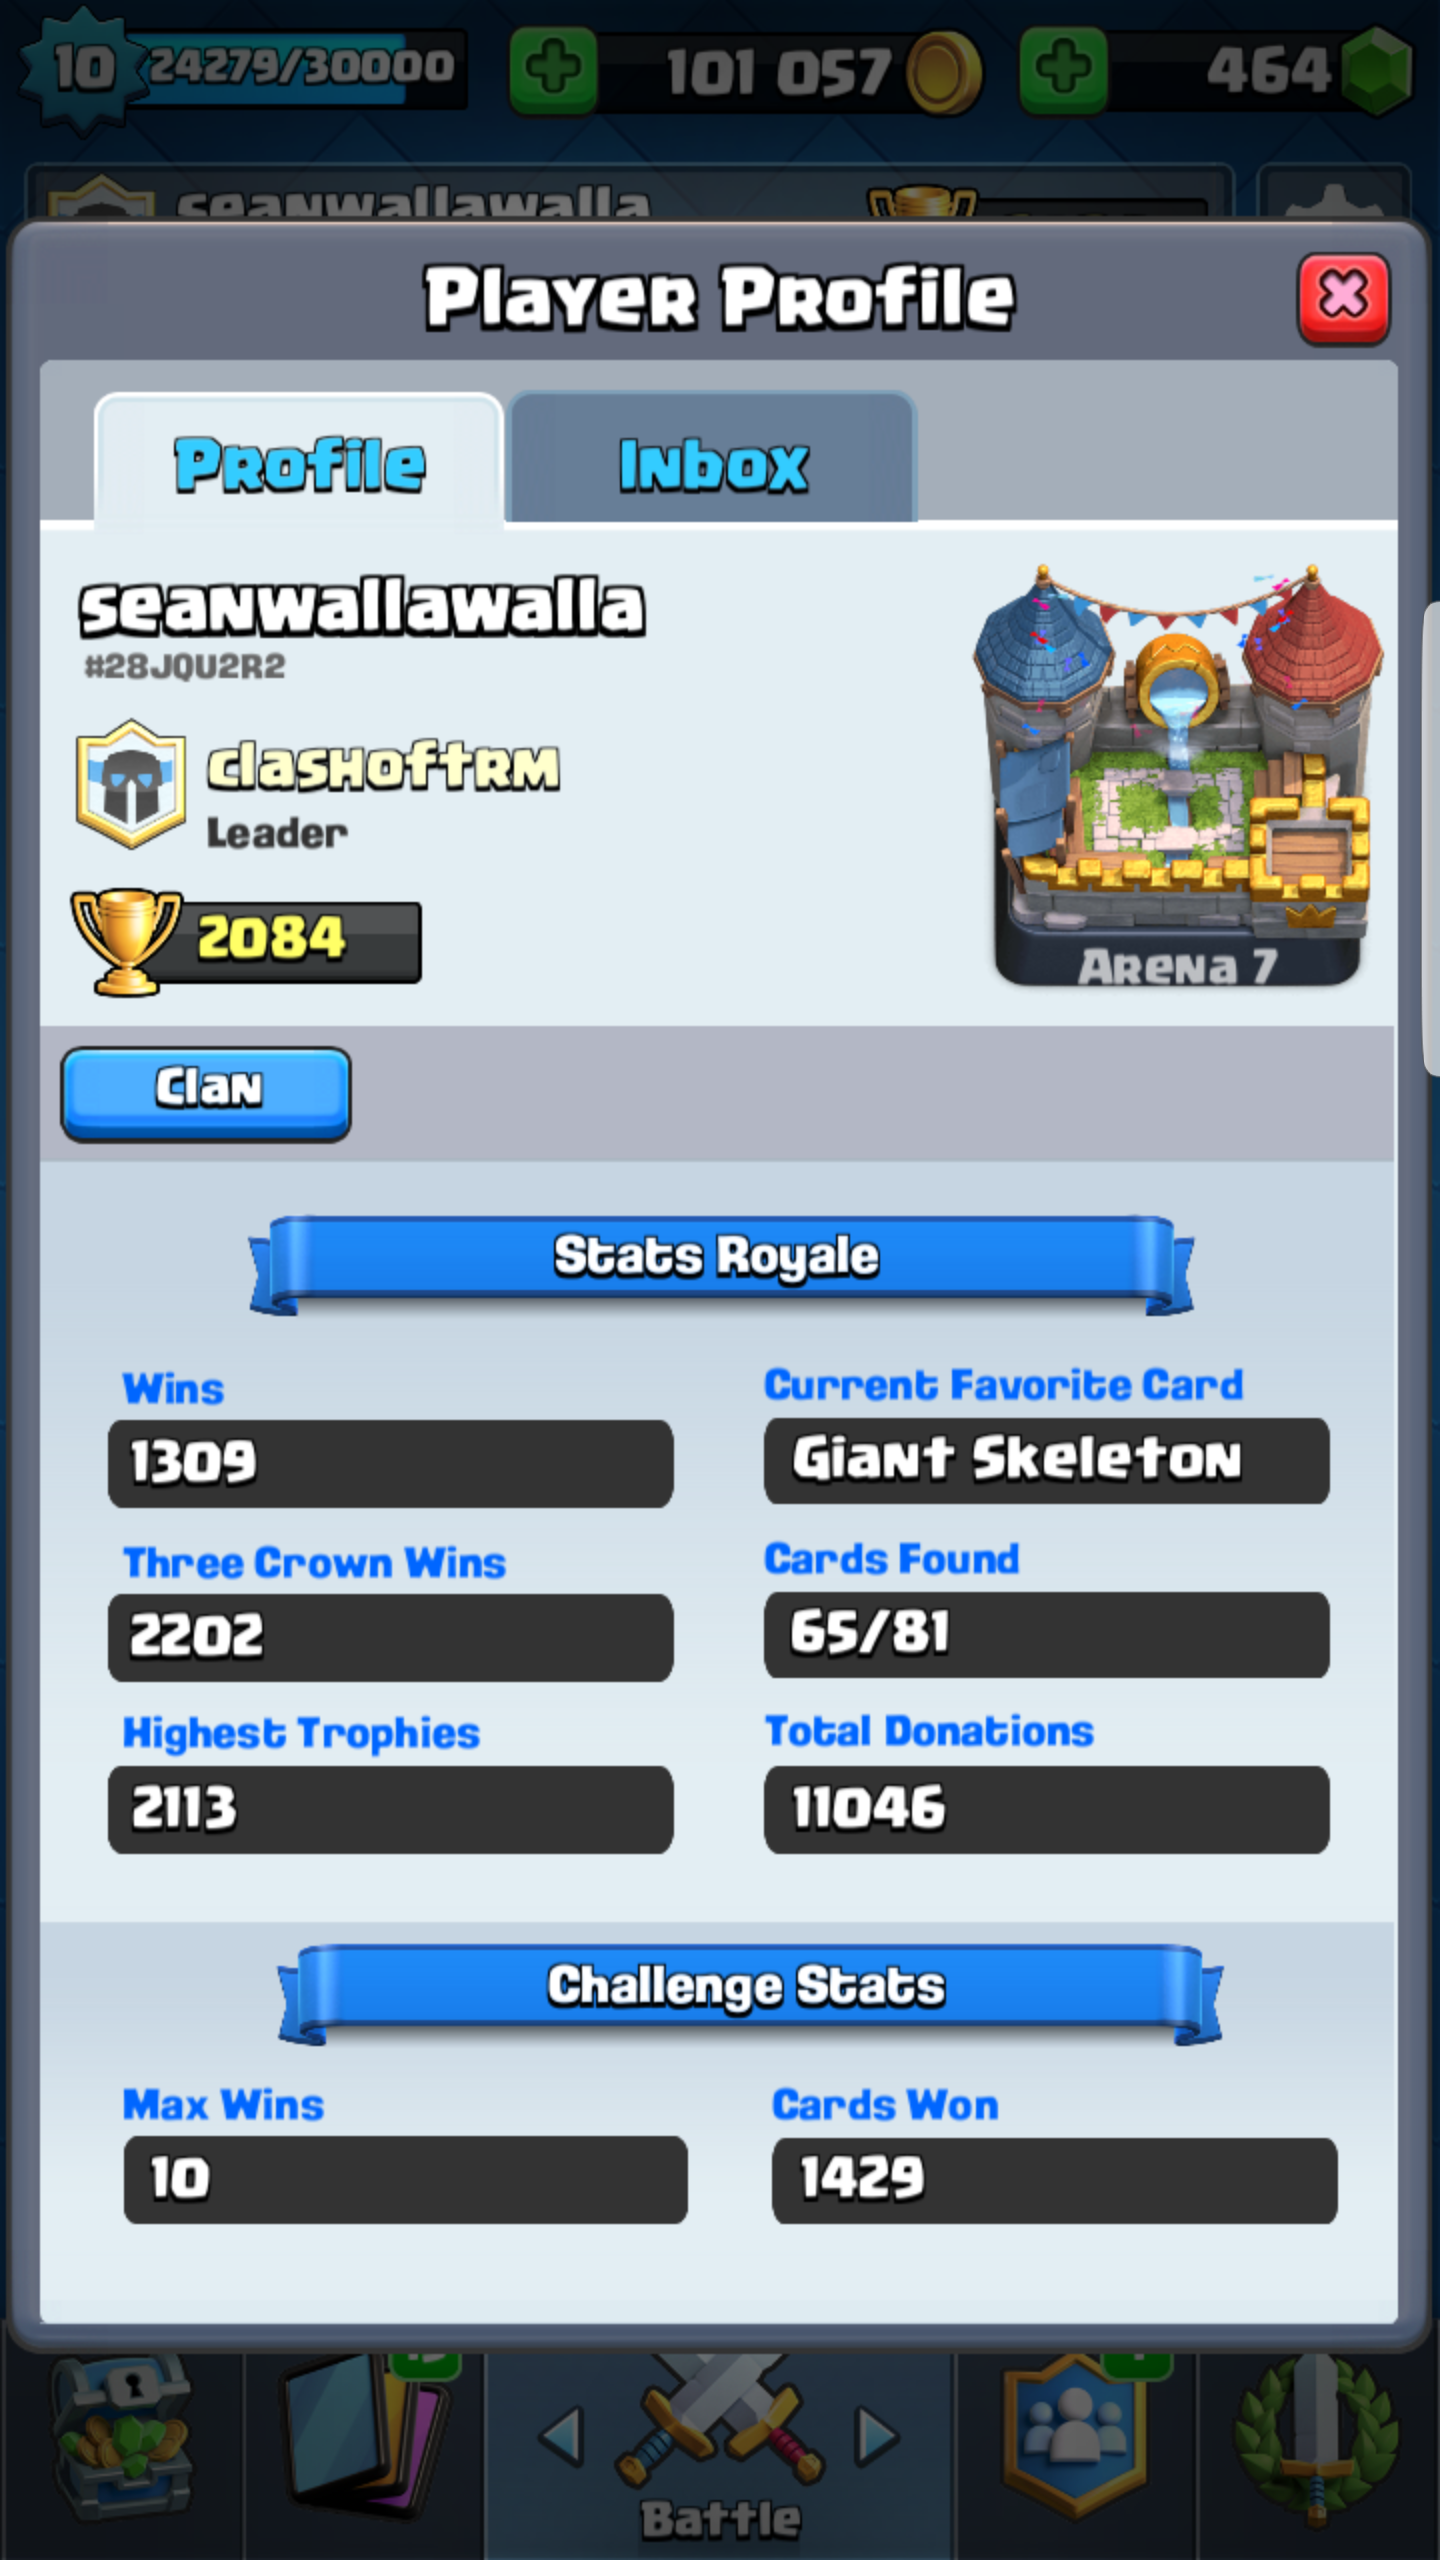 10 24279/30000 101 057 464
seanwallawalla
Player Profile
Profile Inbox
seanwallawalla
#28JQU2R2
clashoftrm
Leader
2084
Arena 7
Clan
Stats Royale
Wins Current Favorite Card
1309 Giant Skeleton
Three Crown Wins Cards Found
2202 65/81
Highest Trophies Total Donations
2113 11046
Challenge Stats
Max Wins Cards Won
10 1429
Battle